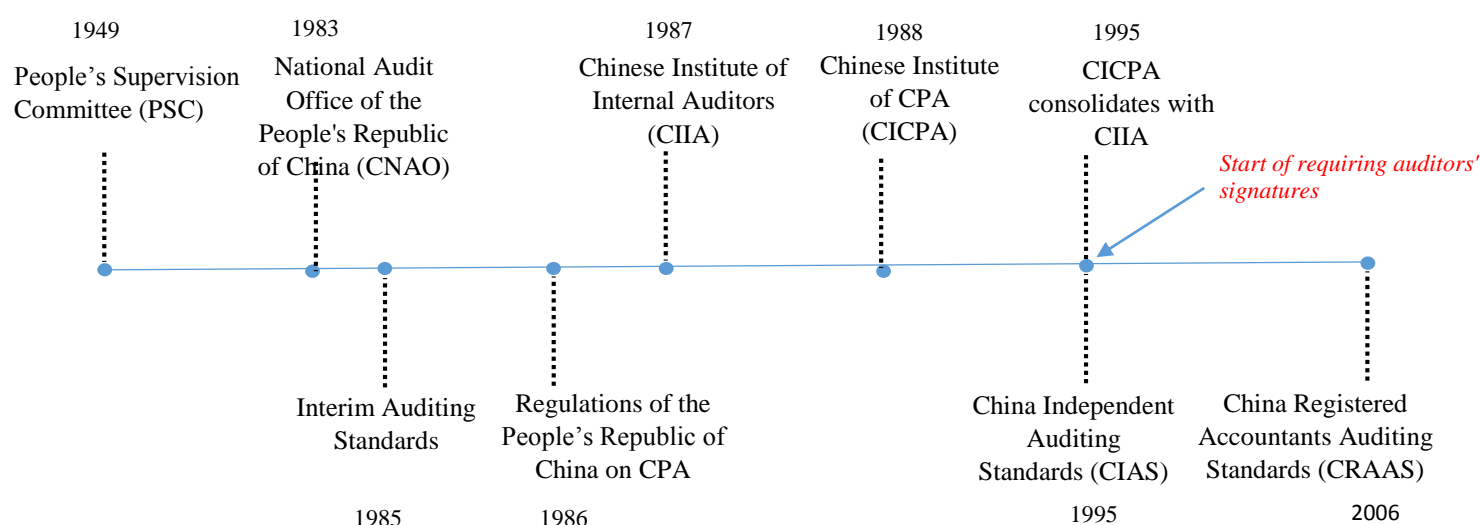 1949
People’s Supervision
Committee (PSC)
1983
National Audit
Office of the
People's Republic
of China (CNAO)
1987
Chinese Institute of
Internal Auditors
(CIIA)
1988
Chinese Institute
of CPA
(CICPA)
1995
CICPA
consolidates with
CIIA
Start of requiring auditors'
signatures
Interim Auditing
Standards
1985
Regulations of the
People’s Republic of
China on CPA
1986
China Independent
Auditing
Standards (CIAS)
1995
China Registered
Accountants Auditing
Standards (CRAAS)
2006